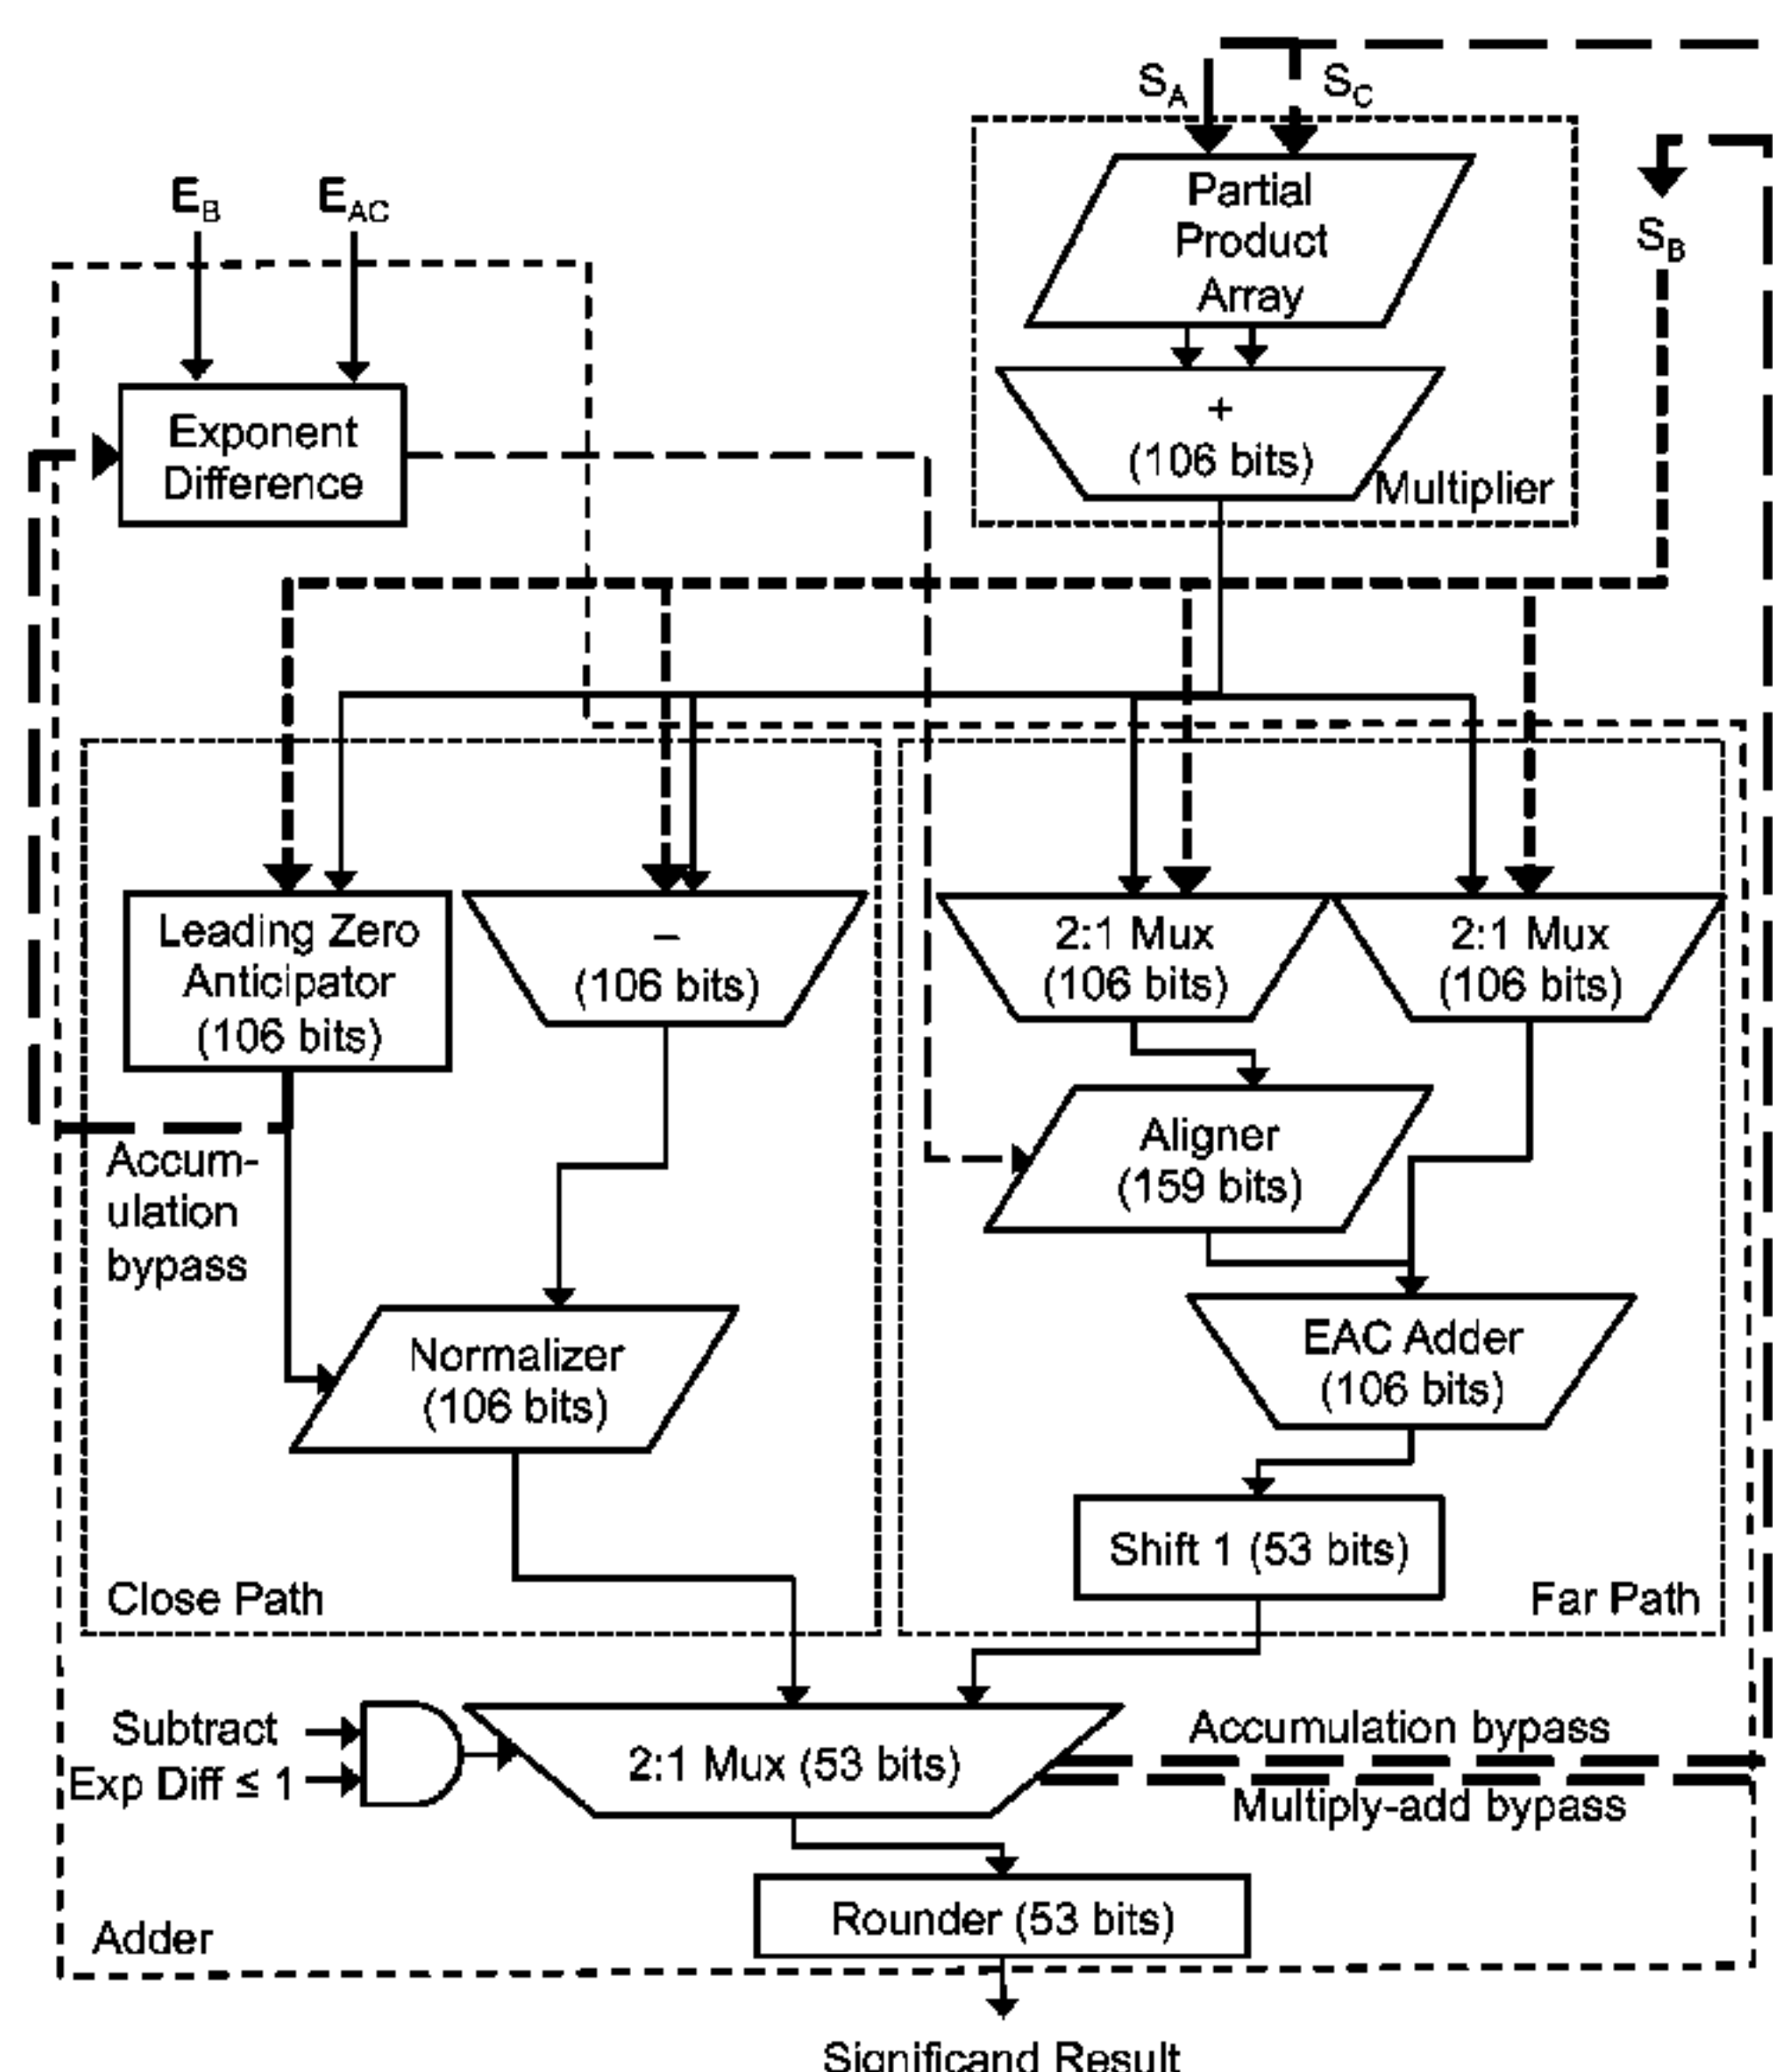 S_A
S_C
Partial
Product
Array
S_B
E_B
E_AC
+
(106 bits)
Multiplier
Exponent
Difference
Leading Zero
Anticipator
(106 bits)
–
(106 bits)
2:1 Mux
(106 bits)
2:1 Mux
(106 bits)
Accum-
ulation
bypass
Aligner
(159 bits)
Normalizer
(106 bits)
EAC Adder
(106 bits)
Shift 1 (53 bits)
Close Path
Far Path
Subtract
Exp Diff ≤ 1
2:1 Mux (53 bits)
Accumulation bypass
Multiply-add bypass
Rounder (53 bits)
Adder
Significand Result